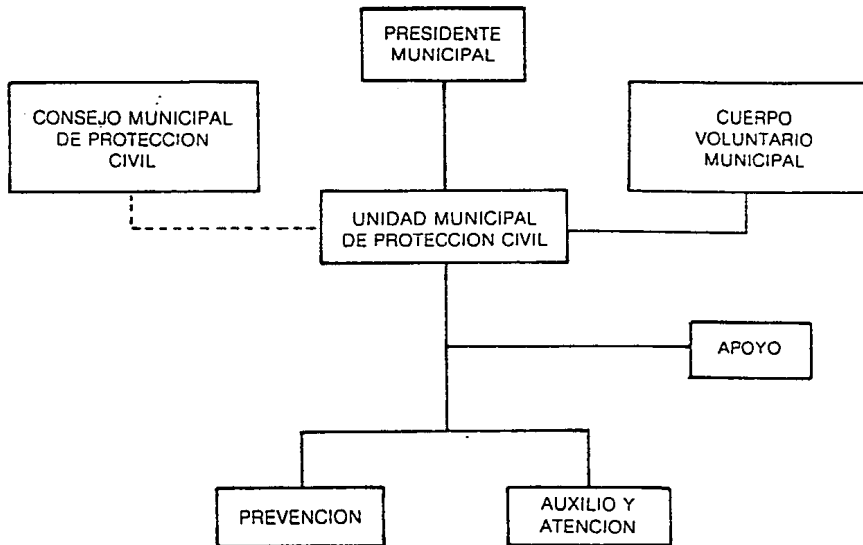 PRESIDENTE
MUNICIPAL
CONSEJO MUNICIPAL
DE PROTECCION
CIVIL
CUERPO
VOLUNTARIO
MUNICIPAL
UNIDAD MUNICIPAL
DE PROTECCION CIVIL
APOYO
PREVENCION
AUXILIO Y
ATENCION